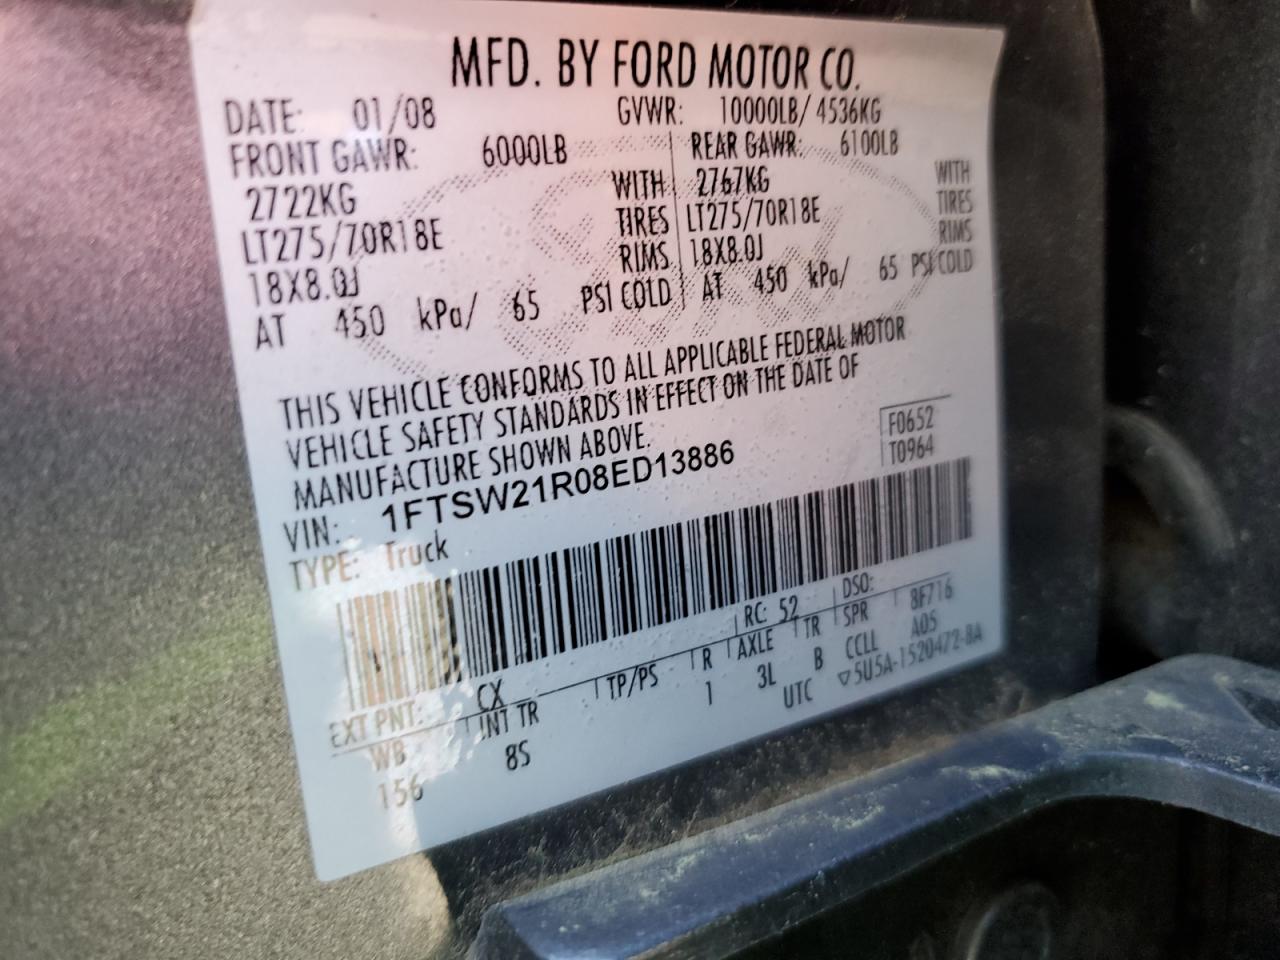 MFD. BY FORD MOTOR CO.
DATE: 01/08 GVWR: 10000LB/ 4536KG
FRONT GAWR: 6000LB REAR GAWR: 6100LB
2722KG WITH 2767KG WITH
LT275/70R18E TIRES LT275/70R18E TIRES
18X8.0J RIMS 18X8.0J RIMS
AT 450 kPa/ 65 PSI COLD AT 450 kPa/ 65 PSI COLD
THIS VEHICLE CONFORMS TO ALL APPLICABLE FEDERAL MOTOR
VEHICLE SAFETY STANDARDS IN EFFECT ON THE DATE OF
MANUFACTURE SHOWN ABOVE.
F0652
T0964
VIN: 1FTSW21R08ED13886
TYPE: Truck
EXT PNT: CX RC: 52 DSO:
WB INT TR TP/PS R AXLE TR SPR 8F716
156 8S 1 3L B CCLL A05
UTC ▽5U5A-1520472-BA